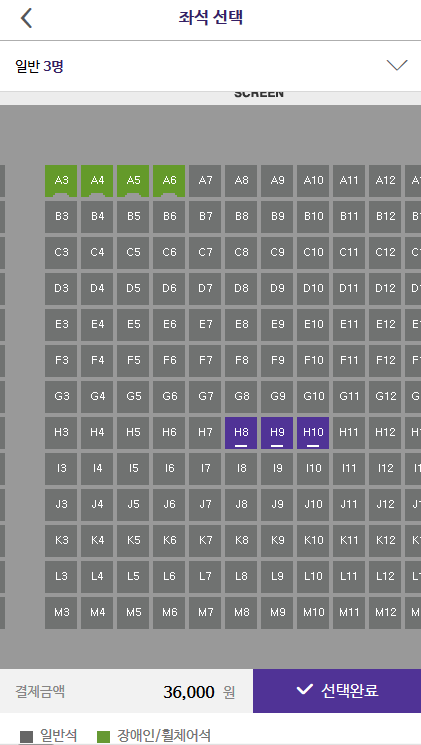 좌석 선택
일반 3명
SCREEN
A3 A4 A5 A6 A7 A8 A9 A10 A11 A12
B3 B4 B5 B6 B7 B8 B9 B10 B11 B12
C3 C4 C5 C6 C7 C8 C9 C10 C11 C12
D3 D4 D5 D6 D7 D8 D9 D10 D11 D12
E3 E4 E5 E6 E7 E8 E9 E10 E11 E12
F3 F4 F5 F6 F7 F8 F9 F10 F11 F12
G3 G4 G5 G6 G7 G8 G9 G10 G11 G12
H3 H4 H5 H6 H7 H8 H9 H10 H11 H12
I3 I4 I5 I6 I7 I8 I9 I10 I11 I12
J3 J4 J5 J6 J7 J8 J9 J10 J11 J12
K3 K4 K5 K6 K7 K8 K9 K10 K11 K12
L3 L4 L5 L6 L7 L8 L9 L10 L11 L12
M3 M4 M5 M6 M7 M8 M9 M10 M11 M12
결제금액 36,000 원 선택완료
일반석 장애인/휠체어석